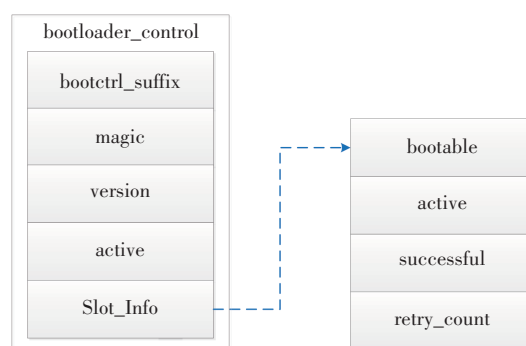 bootloader_control
bootctrl_suffix
magic
version
active
Slot_Info
bootable
active
successful
retry_count